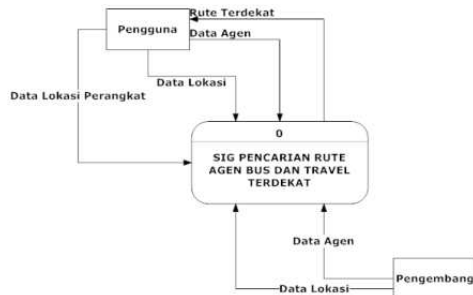 Rute Terdekat
Pengguna
Data Agen
Data Lokasi
Data Lokasi Perangkat
0
SIG PENCARIAN RUTE
AGEN BUS DAN TRAVEL
TERDEKAT
Data Agen
Pengembang
Data Lokasi